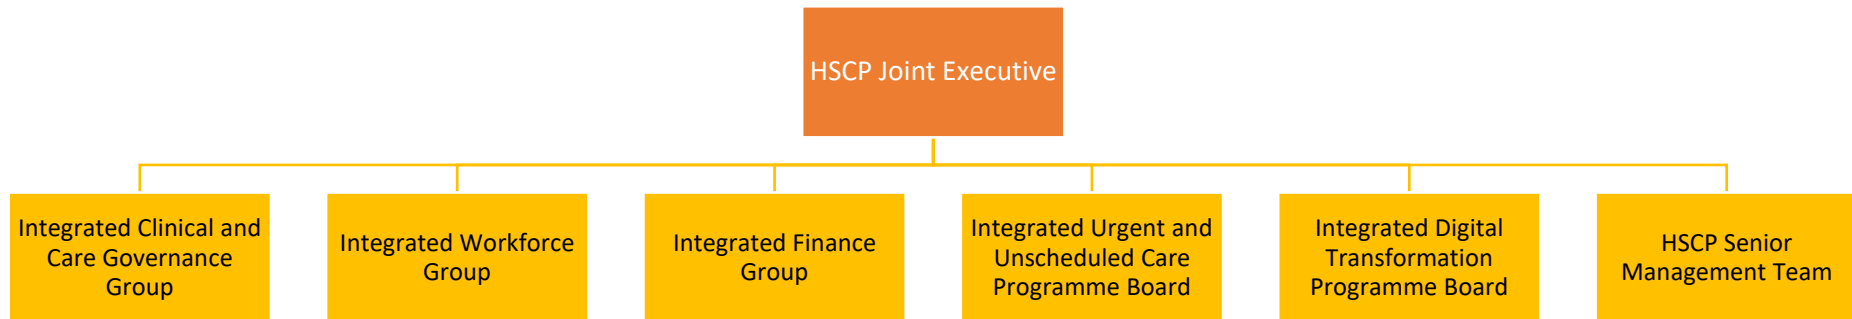 HSCP Joint Executive
Integrated Clinical and
Care Governance
Group
Integrated Workforce
Group
Integrated Finance
Group
Integrated Urgent and
Unscheduled Care
Programme Board
Integrated Digital
Transformation
Programme Board
HSCP Senior
Management Team